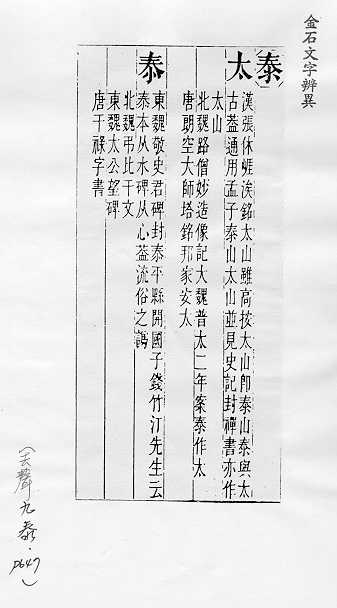 金石文字辨異
泰
太
漢張休漄涘銘太山雖高按太山卽泰山泰與太
古葢通用孟子泰山太山並見史記封禪書亦作
太山
北魏路僧妙造像記大魏普太二年案泰作太
唐朗空大師塔銘邦家安太
泰
東魏敬史君碑封泰平縣開國子錢竹汀先生云
泰本从水碑从心葢流俗之譌
北魏弔比干文
東魏太公望碑
唐干祿字書
(去聲九泰.p647)